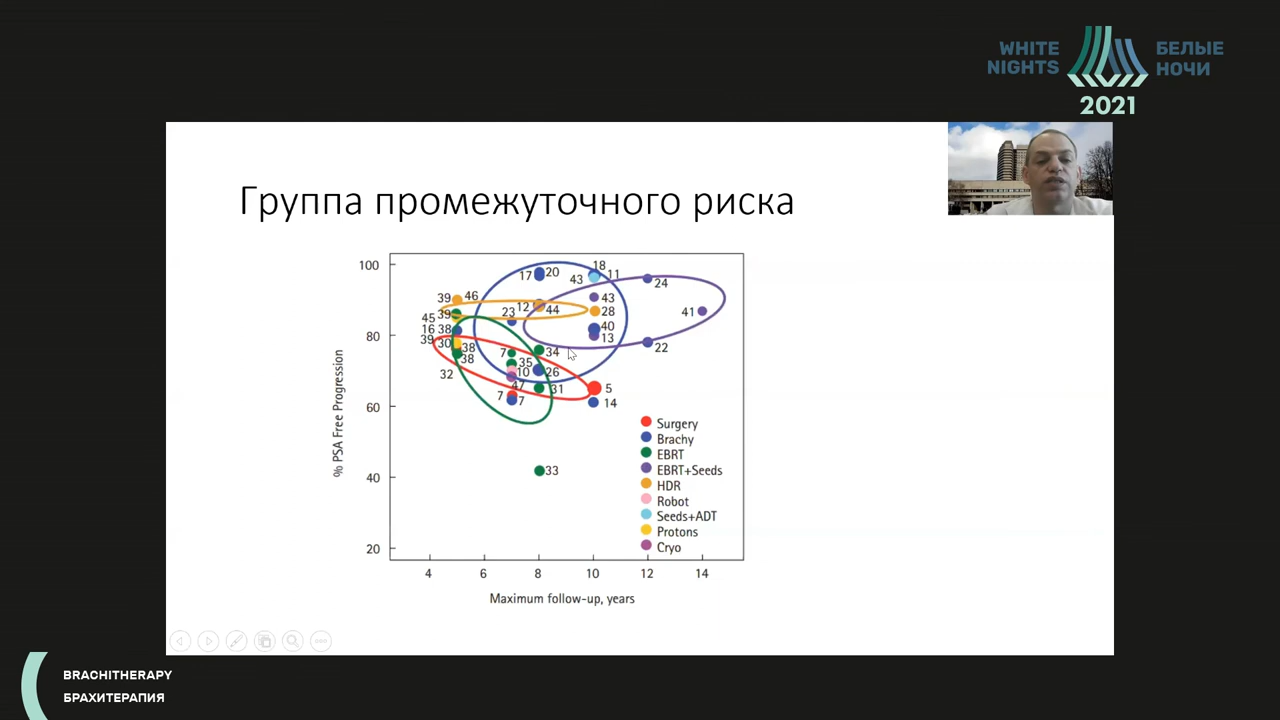 WHITE NIGHTS
БЕЛЫЕ НОЧИ
2021
Группа промежуточного риска
% PSA Free Progression
100
80
60
40
20
4 6 8 10 12 14
Maximum follow-up, years
39 46
45 39
16 38
39 30 38
38
32
17 20
12 44
23
7 34
35
10 26
47
7 7
31
33
18
43 11
43
28
40
13
5
14
24
41
22
Surgery
Brachy
EBRT
EBRT+Seeds
HDR
Robot
Seeds+ADT
Protons
Cryo
BRACHITHERAPY
БРАХИТЕРАПИЯ